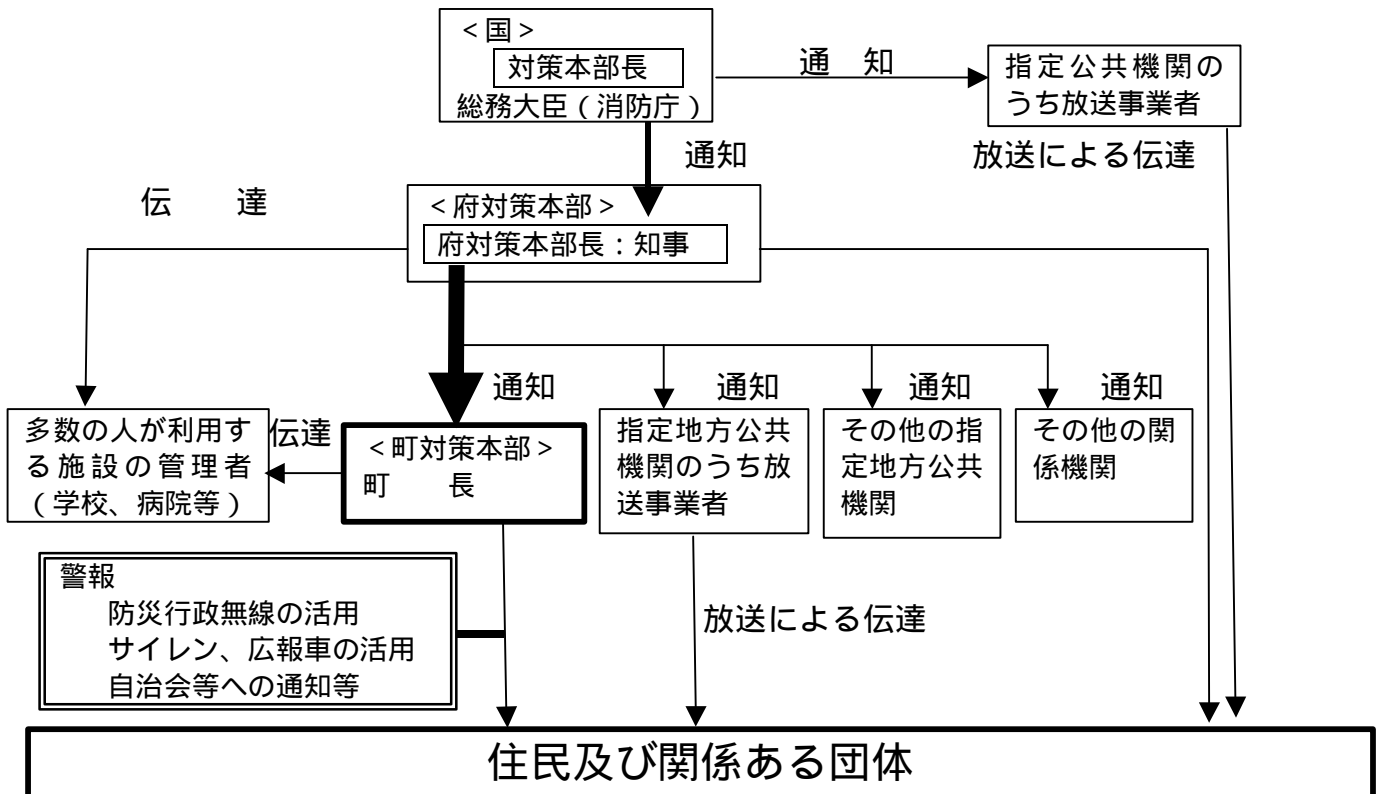 ＜国＞
対策本部長
総務大臣（消防庁）
通　知
指定公共機関の
うち放送事業者
通知
放送による伝達
伝　　達
＜府対策本部＞
府対策本部長：知事
通知
通知
通知
通知
多数の人が利用す
る施設の管理者
（学校、病院等）
伝達
＜町対策本部＞
町　　長
指定地方公共
機関のうち放
送事業者
その他の指
定地方公共
機関
その他の関
係機関
警報
防災行政無線の活用
サイレン、広報車の活用
自治会等への通知等
放送による伝達
住民及び関係ある団体